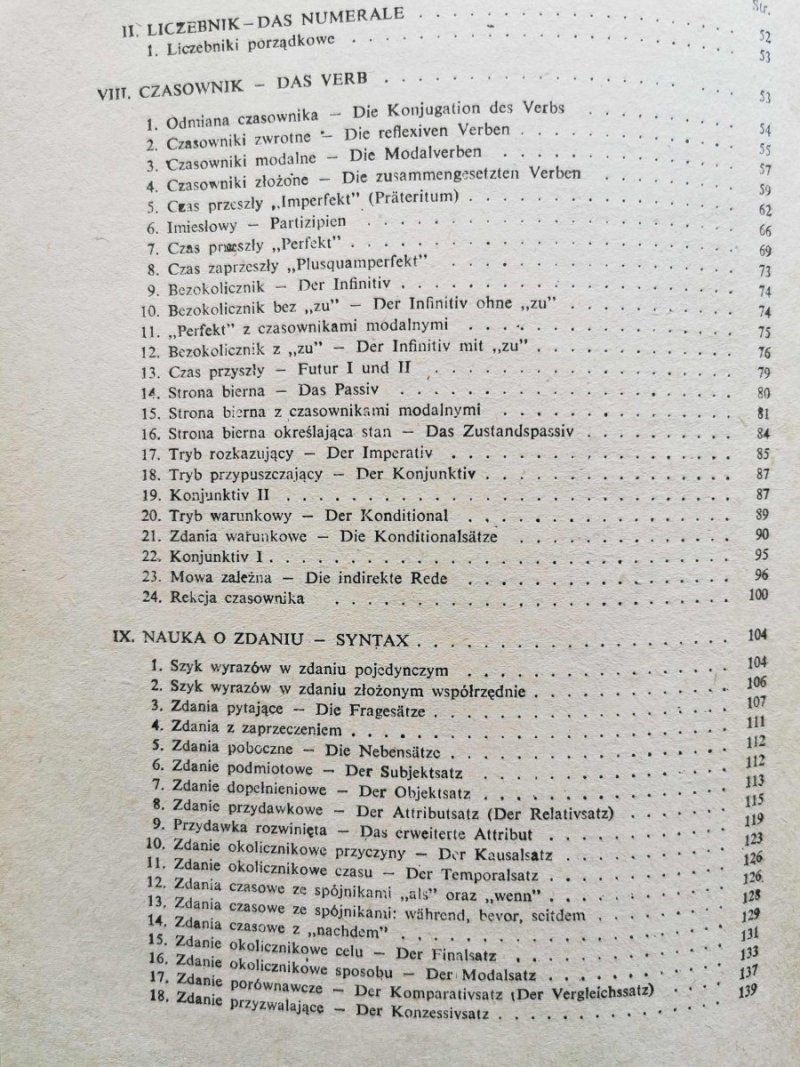 Str.
II. LICZEBNIK – DAS NUMERALE . . . . . . . . . . 52
1. Liczebniki porządkowe . . . . . . . . . . 53
VIII. CZASOWNIK – DAS VERB . . . . . . . . . . 53
1. Odmiana czasownika – Die Konjugation des Verbs . . . . . . 54
2. Czasowniki zwrotne – Die reflexiven Verben . . . . . . 55
3. Czasowniki modalne – Die Modalverben . . . . . . 57
4. Czasowniki złożone – Die zusammengesetzten Verben . . . . . . 59
5. Czas przeszły „Imperfekt” (Präteritum) . . . . . . 62
6. Imiesłowy – Partizipien . . . . . . 66
7. Czas przeszły „Perfekt” . . . . . . 69
8. Czas zaprzeszły „Plusquamperfekt” . . . . . . 73
9. Bezokolicznik – Der Infinitiv . . . . . . 74
10. Bezokolicznik bez „zu” – Der Infinitiv ohne „zu” . . . . . . 74
11. „Perfekt” z czasownikami modalnymi . . . . . . 75
12. Bezokolicznik z „zu” – Der Infinitiv mit „zu” . . . . . . 76
13. Czas przyszły – Futur I und II . . . . . . 79
14. Strona bierna – Das Passiv . . . . . . 80
15. Strona bierna z czasownikami modalnymi . . . . . . 81
16. Strona bierna określająca stan – Das Zustandspassiv . . . . . . 84
17. Tryb rozkazujący – Der Imperativ . . . . . . 85
18. Tryb przypuszczający – Der Konjunktiv . . . . . . 87
19. Konjunktiv II . . . . . . 87
20. Tryb warunkowy – Der Konditional . . . . . . 89
21. Zdania warunkowe – Die Konditionalsätze . . . . . . 90
22. Konjunktiv I . . . . . . 95
23. Mowa zależna – Die indirekte Rede . . . . . . 96
24. Rekcja czasownika . . . . . . 100
IX. NAUKA O ZDANIU – SYNTAX . . . . . . 104
1. Szyk wyrazów w zdaniu pojedynczym . . . . . . 104
2. Szyk wyrazów w zdaniu złożonym współrzędnie . . . . . . 106
3. Zdania pytające – Die Fragesätze . . . . . . 107
4. Zdania z zaprzeczeniem . . . . . . 111
5. Zdania poboczne – Die Nebensätze . . . . . . 112
6. Zdanie podmiotowe – Der Subjektsatz . . . . . . 112
7. Zdanie dopełnieniowe – Der Objektsatz . . . . . . 113
8. Zdanie przydawkowe – Der Attributsatz (Der Relativsatz) . . . . . . 115
9. Przydawka rozwinięta – Das erweiterte Attribut . . . . . . 119
10. Zdanie okolicznikowe przyczyny – Der Kausalsatz . . . . . . 123
11. Zdanie okolicznikowe czasu – Der Temporalsatz . . . . . . 126
12. Zdania czasowe ze spójnikami „als” oraz „wenn” . . . . . . 126
13. Zdania czasowe ze spójnikami: während, bevor, seitdem . . . . . . 128
14. Zdania czasowe z „nachdem” . . . . . . 129
15. Zdanie okolicznikowe celu – Der Finalsatz . . . . . . 131
16. Zdanie okolicznikowe sposobu – Der Modalsatz . . . . . . 133
17. Zdanie porównawcze – Der Komparativsatz (Der Vergleichssatz) . . . . . . 137
18. Zdanie przyzwalające – Der Konzessivsatz . . . . . . 139